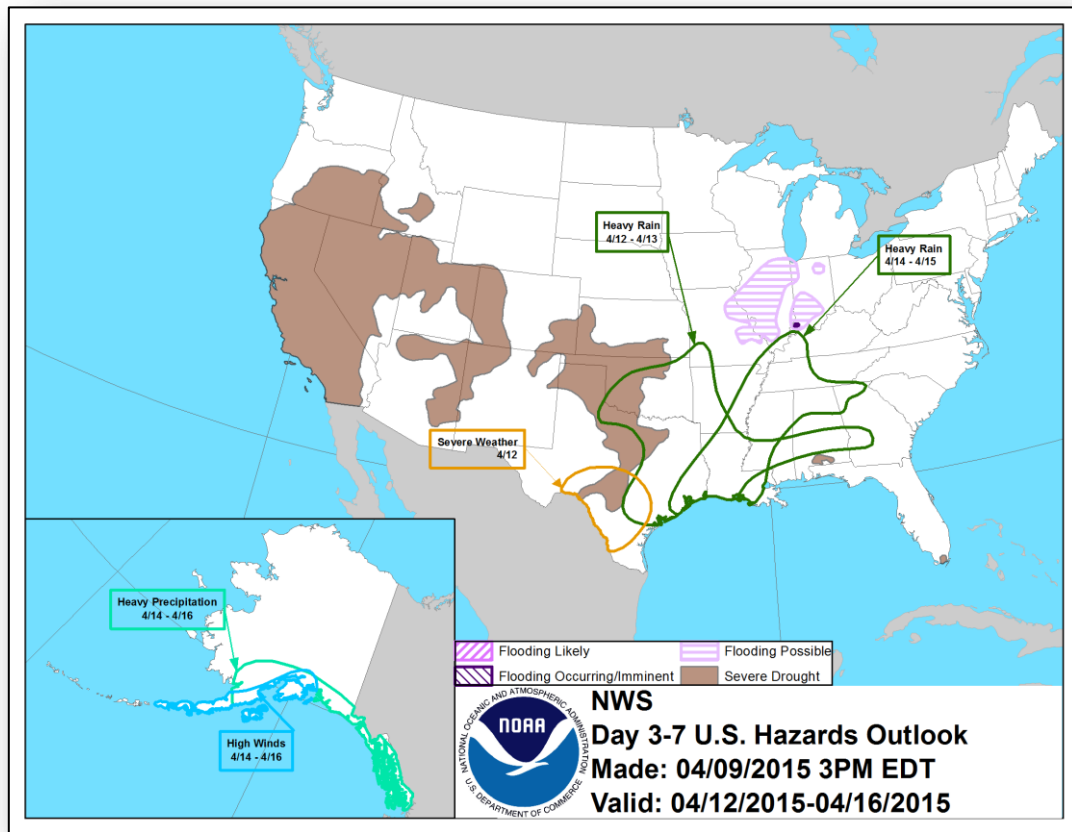 Heavy Rain
4/12 - 4/13
Heavy Rain
4/14 - 4/15
Severe Weather
4/12
Heavy Precipitation
4/14 - 4/16
High Winds
4/14 - 4/16
Flooding Likely
Flooding Possible
Flooding Occurring/Imminent
Severe Drought
NATIONAL OCEANIC AND ATMOSPHERIC ADMINISTRATION
NOAA
U.S. DEPARTMENT OF COMMERCE
NWS
Day 3-7 U.S. Hazards Outlook
Made: 04/09/2015 3PM EDT
Valid: 04/12/2015-04/16/2015